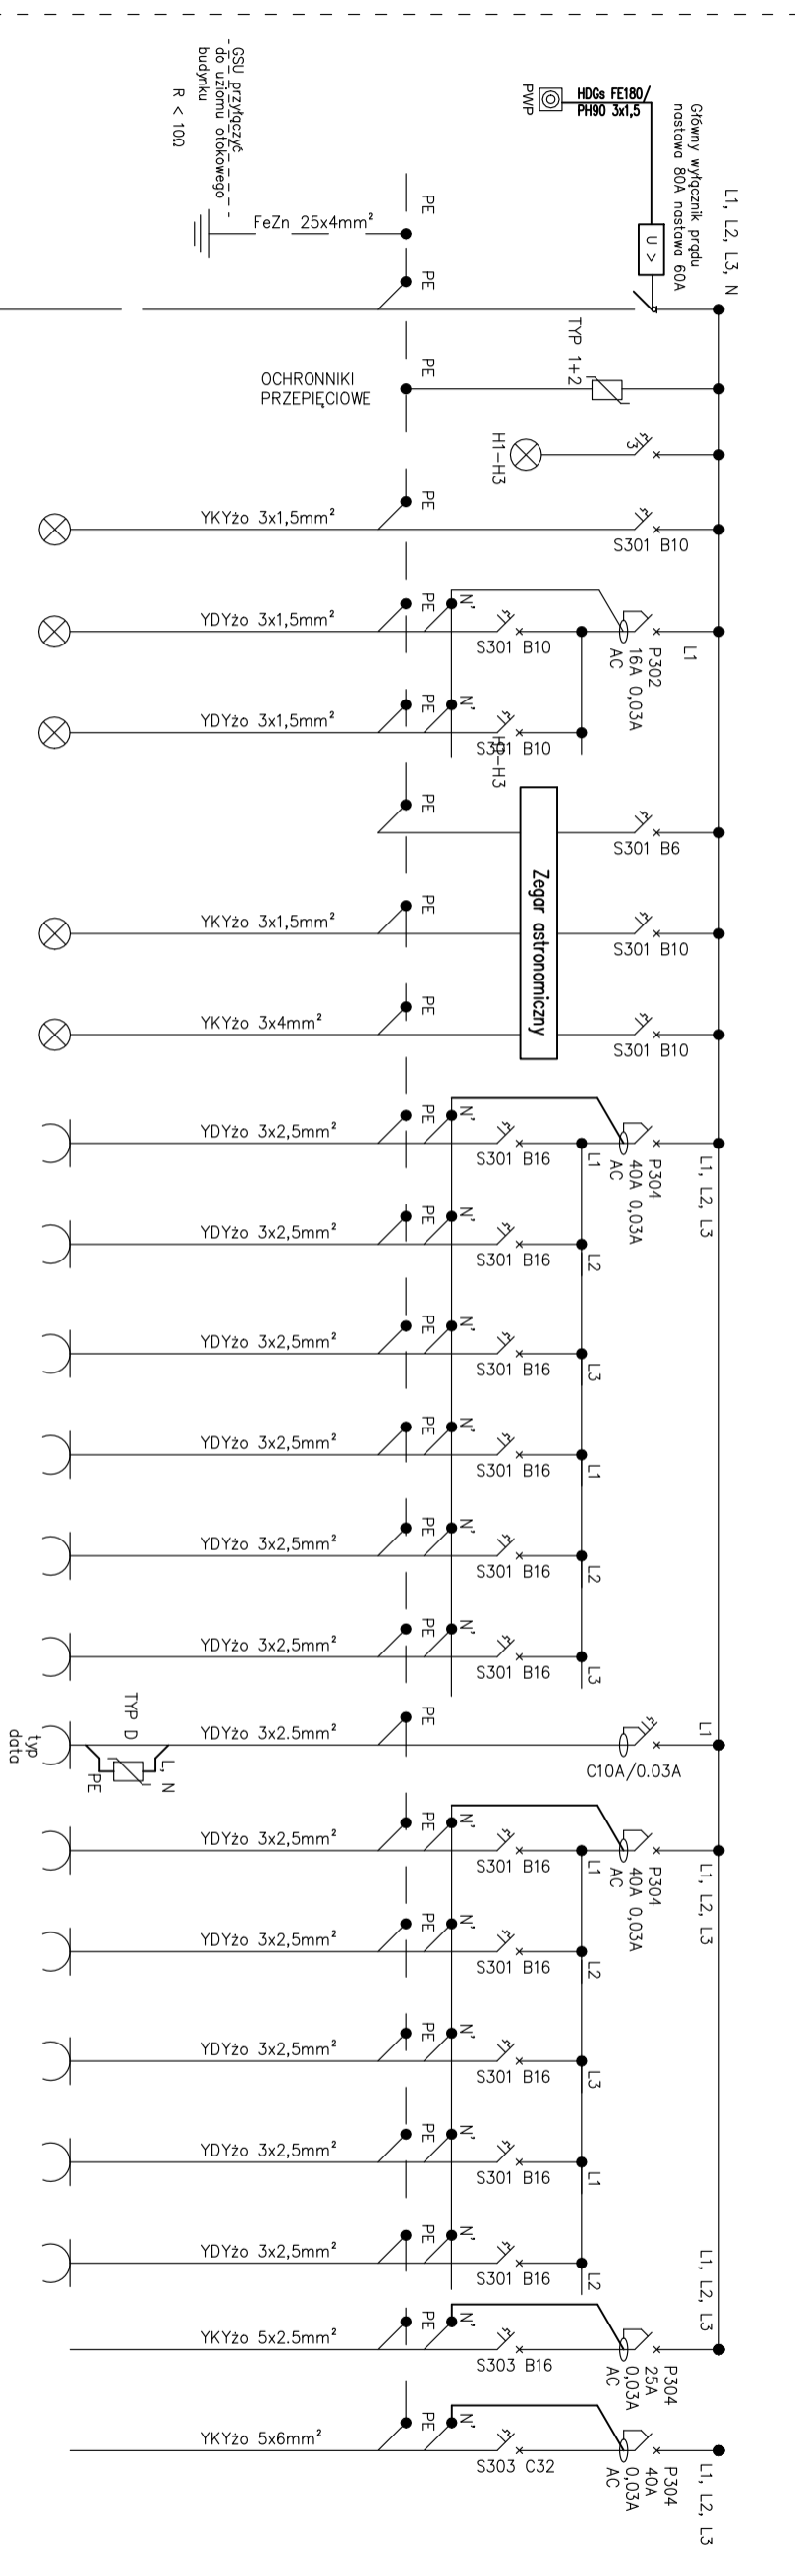 GSU przyłączyć
do uziomu otokowego
budynku
R < 10Ω
PWP
HDGs FE180/
PH90 3x1,5
Główny wyłącznik prądu
nastawa 80A nastawa 60A
L1, L2, L3, N
U >
PE
FeZn 25x4mm²
PE
PE
TYP 1+2
OCHRONNIKI
PRZEPIĘCIOWE
3
H1-H3
PE
YKYżo 3x1,5mm²
S301 B10
PE
N'
YDYżo 3x1,5mm²
S301 B10
P302
16A 0,03A
AC
L1
PE
N'
YDYżo 3x1,5mm²
S301 B10
H1-H3
PE
S301 B6
Zegar astronomiczny
PE
YKYżo 3x1,5mm²
S301 B10
PE
YKYżo 3x4mm²
S301 B10
PE
N'
YDYżo 3x2,5mm²
S301 B16
L1
P304
40A 0,03A
AC
L1, L2, L3
PE
N'
YDYżo 3x2,5mm²
S301 B16
L2
PE
N'
YDYżo 3x2,5mm²
S301 B16
L3
PE
N'
YDYżo 3x2,5mm²
S301 B16
L1
PE
N'
YDYżo 3x2,5mm²
S301 B16
L2
PE
N'
YDYżo 3x2,5mm²
S301 B16
L3
PE
YDYżo 3x2.5mm²
L1
C10A/0.03A
TYP D
L, N
PE
typ
data
PE
N'
YDYżo 3x2,5mm²
S301 B16
L1
P304
40A 0,03A
AC
L1, L2, L3
PE
N'
YDYżo 3x2,5mm²
S301 B16
L2
PE
N'
YDYżo 3x2,5mm²
S301 B16
L3
PE
N'
YDYżo 3x2,5mm²
S301 B16
L1
PE
N'
YDYżo 3x2,5mm²
S301 B16
L2
L1, L2, L3
PE
N'
YKYżo 5x2.5mm²
S303 B16
P304
25A
0,03A
AC
PE
N'
YKYżo 5x6mm²
S303 C32
P304
40A
0,03A
AC
L1, L2, L3